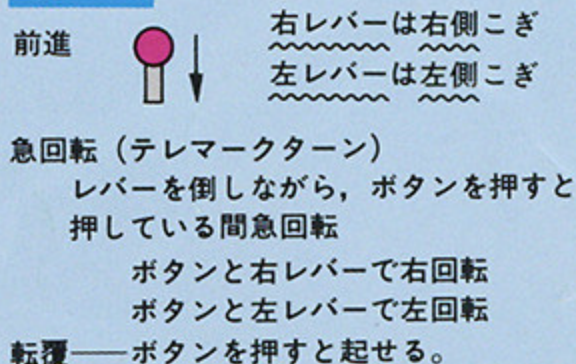 右レバーは右側こぎ
前進
左レバーは左側こぎ
急回転（テレマークターン）
レバーを倒しながら，ボタンを押すと
押している間急回転
ボタンと右レバーで右回転
ボタンと左レバーで左回転
転覆――ボタンを押すと起せる。